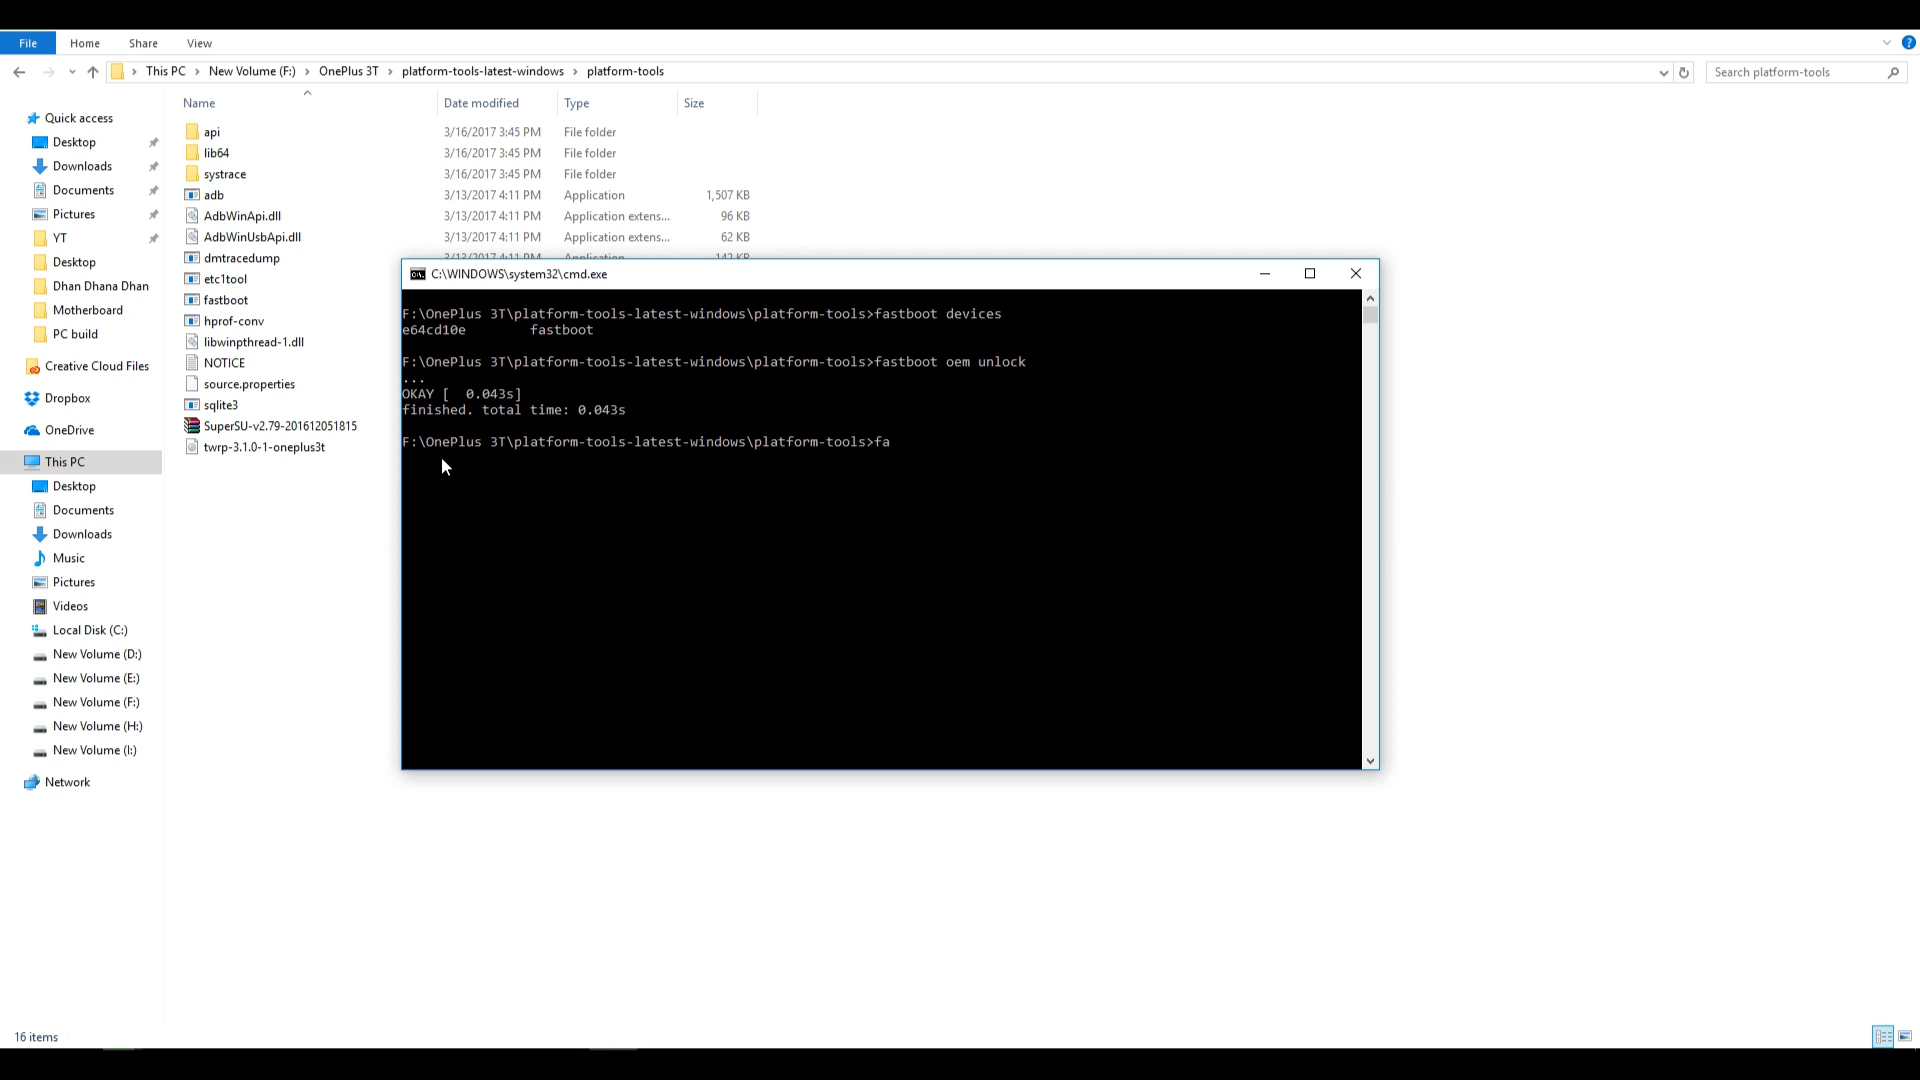 File Home Share View
This PC > New Volume (F:) > OnePlus 3T > platform-tools-latest-windows > platform-tools
Search platform-tools
Name Date modified Type Size
Quick access
Desktop
Downloads
Documents
Pictures
YT
Desktop
Dhan Dhana Dhan
Motherboard
PC build
Creative Cloud Files
Dropbox
OneDrive
This PC
Desktop
Documents
Downloads
Music
Pictures
Videos
Local Disk (C:)
New Volume (D:)
New Volume (E:)
New Volume (F:)
New Volume (H:)
New Volume (I:)
Network
api 3/16/2017 3:45 PM File folder
lib64 3/16/2017 3:45 PM File folder
systrace 3/16/2017 3:45 PM File folder
adb 3/13/2017 4:11 PM Application 1,507 KB
AdbWinApi.dll 3/13/2017 4:11 PM Application extens... 96 KB
AdbWinUsbApi.dll 3/13/2017 4:11 PM Application extens... 62 KB
dmtracedump 3/13/2017 4:11 PM Application 142 KB
etc1tool
fastboot
hprof-conv
libwinpthread-1.dll
NOTICE
source.properties
sqlite3
SuperSU-v2.79-201612051815
twrp-3.1.0-1-oneplus3t
C:\WINDOWS\system32\cmd.exe
F:\OnePlus 3T\platform-tools-latest-windows\platform-tools>fastboot devices
e64cd10e fastboot
F:\OnePlus 3T\platform-tools-latest-windows\platform-tools>fastboot oem unlock
...
OKAY [ 0.043s]
finished. total time: 0.043s
F:\OnePlus 3T\platform-tools-latest-windows\platform-tools>fa
16 items